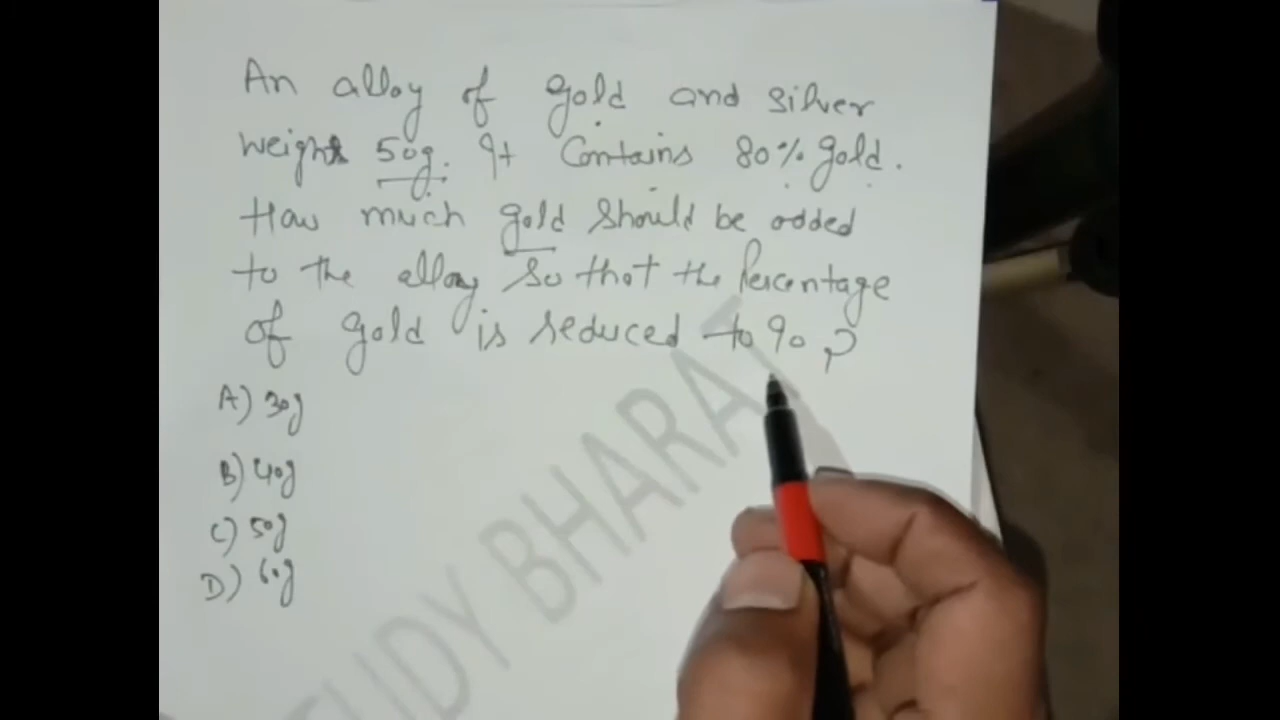 An alloy of gold and silver
weighs 50g. It Contains 80% gold.
How much gold should be added
to the alloy so that the Percentage
of gold is reduced to 90 ?
A) 30g
B) 40g
C) 50g
D) 60g
STUDY BHARAT